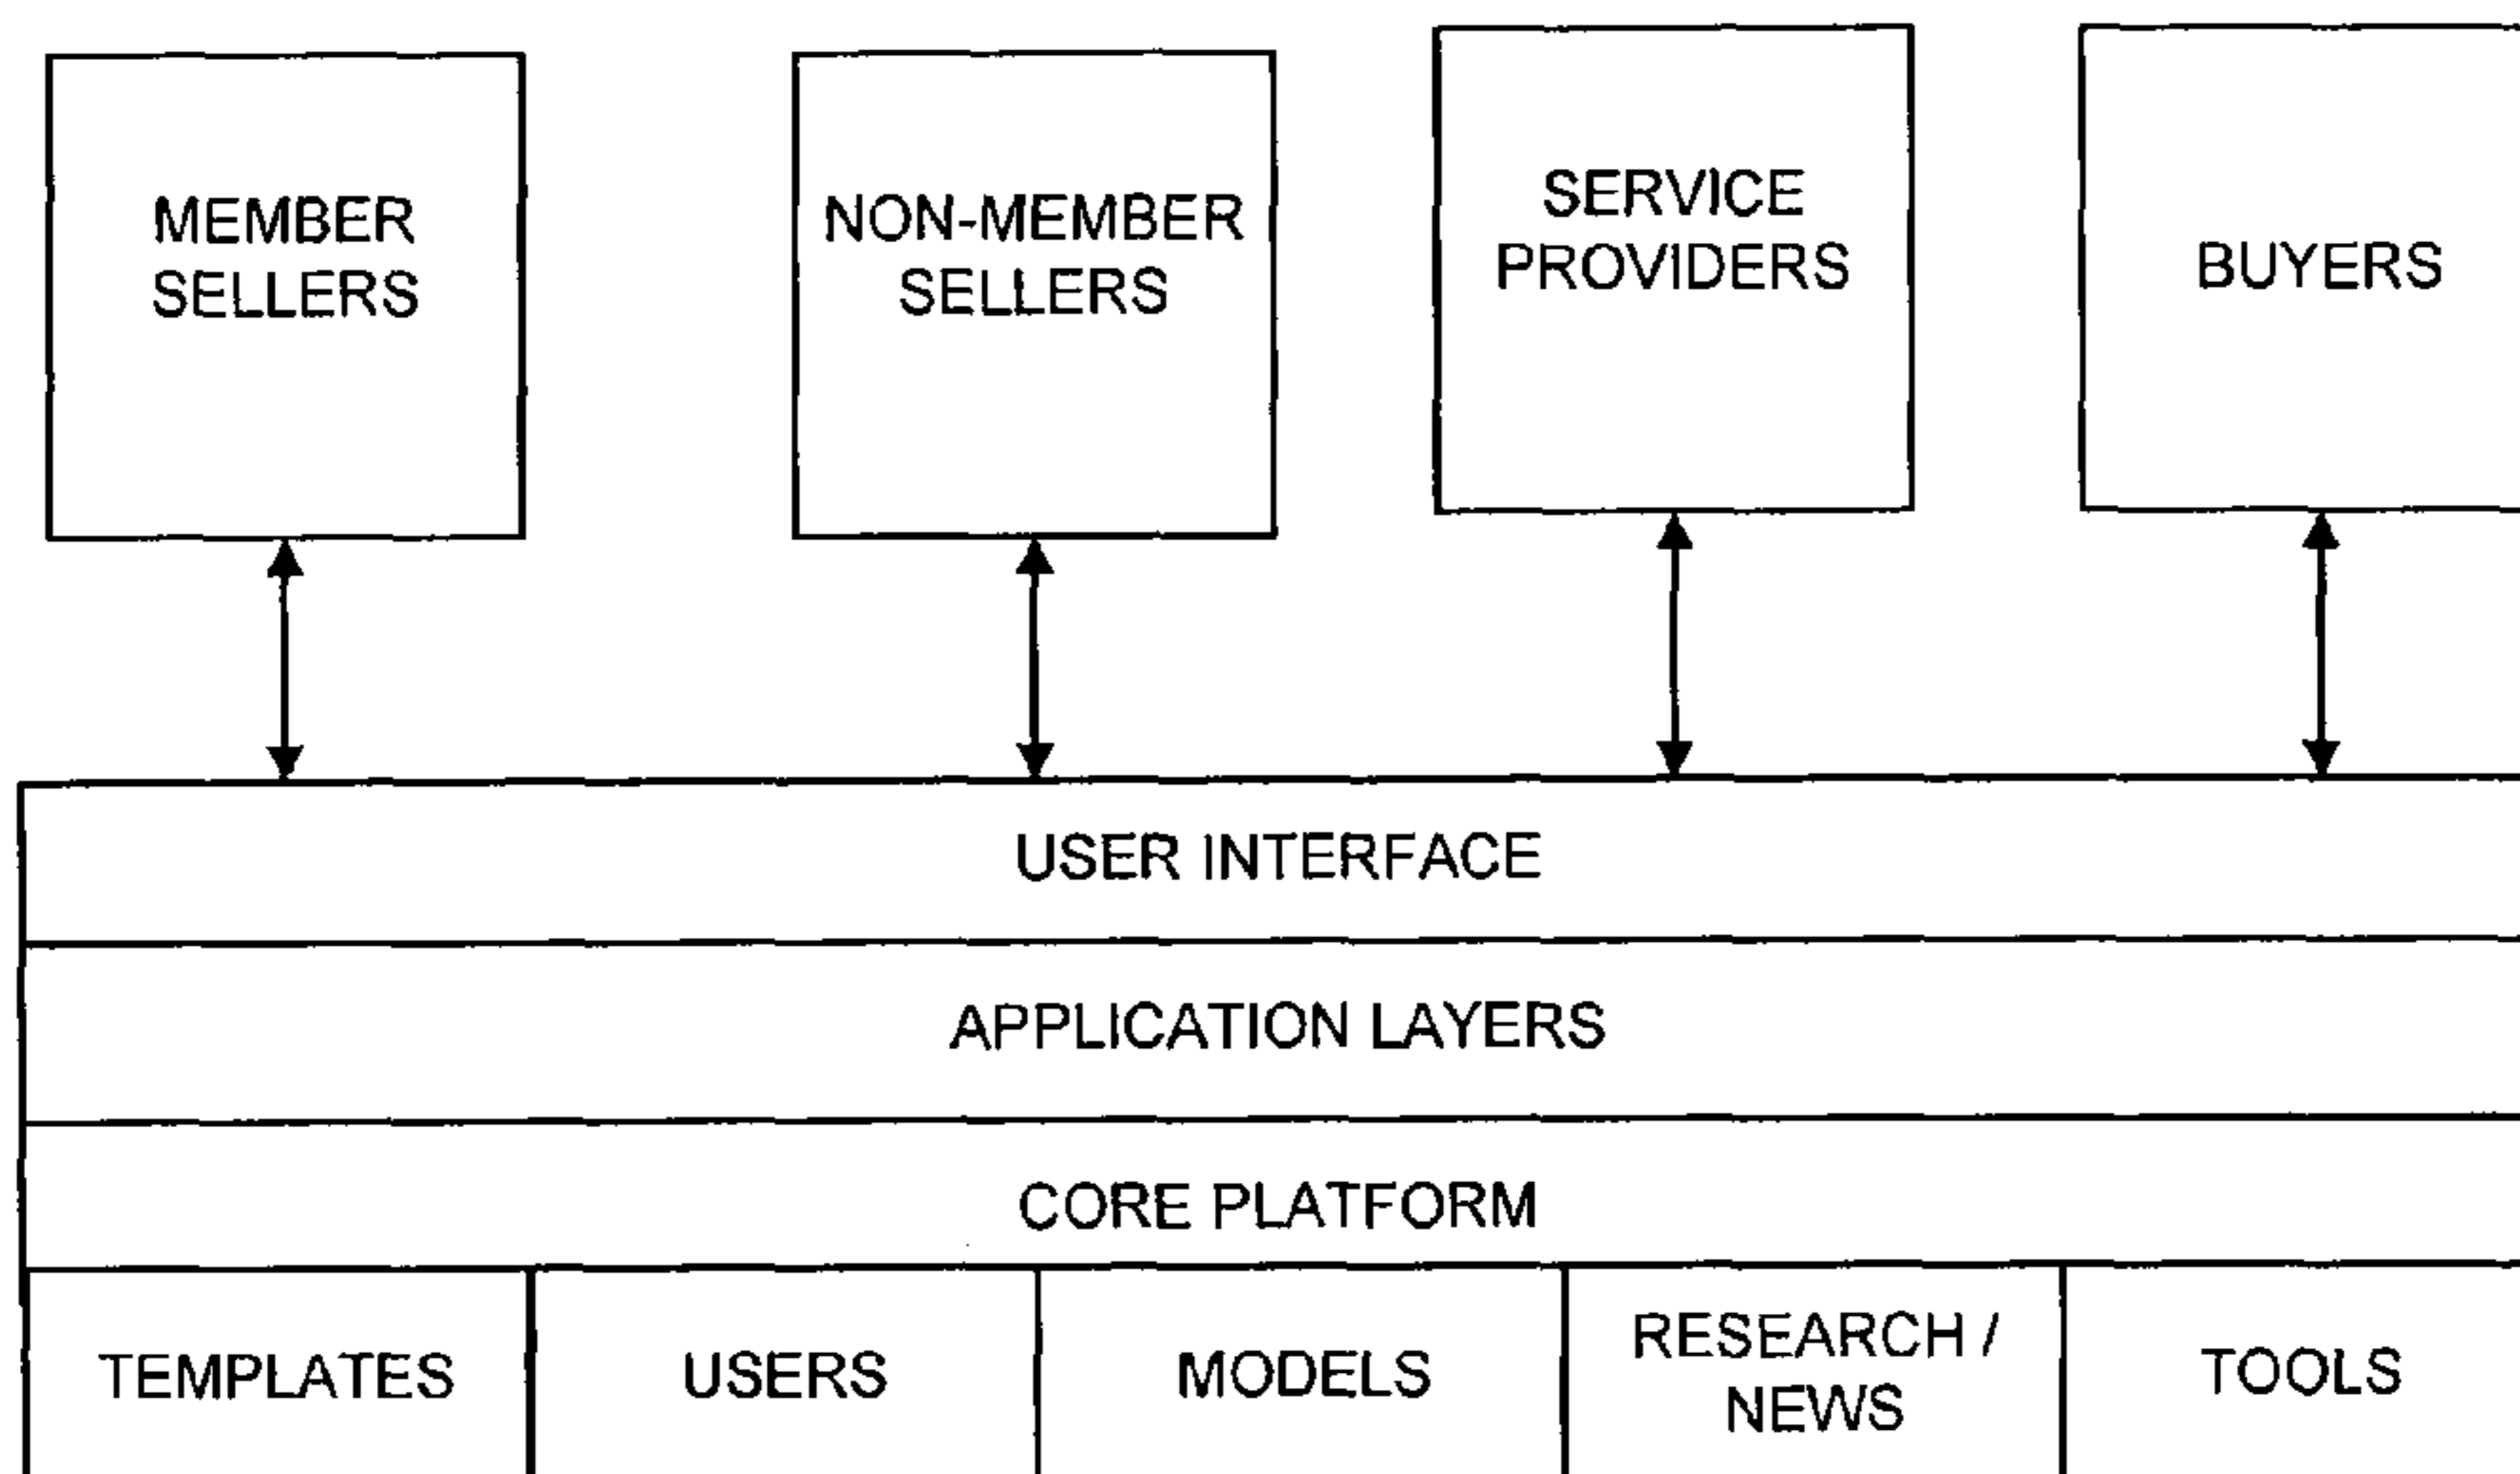 MEMBER
SELLERS
NON-MEMBER
SELLERS
SERVICE
PROVIDERS
BUYERS
USER INTERFACE
APPLICATION LAYERS
CORE PLATFORM
TEMPLATES
USERS
MODELS
RESEARCH /
NEWS
TOOLS